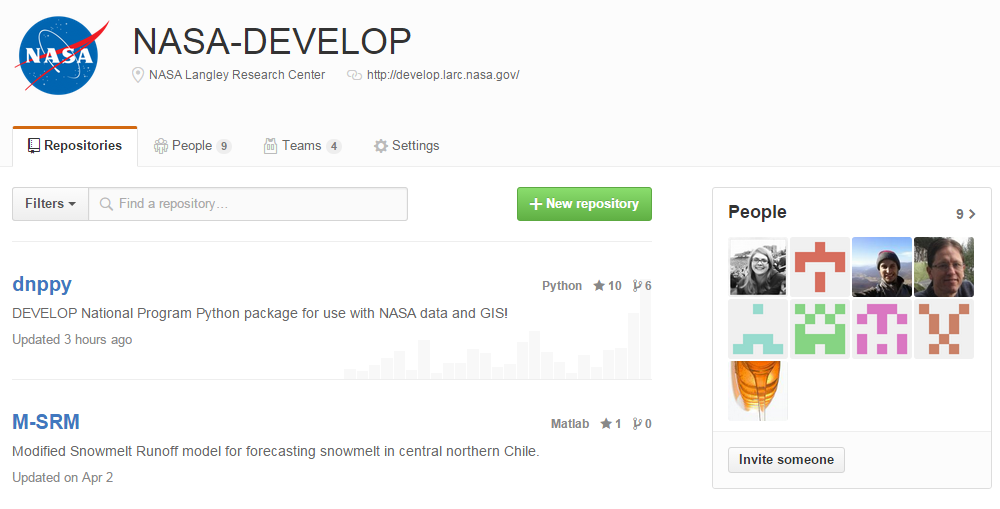 NASA
NASA-DEVELOP
NASA Langley Research Center http://develop.larc.nasa.gov/
Repositories People 9 Teams 4 Settings
Filters Find a repository... New repository
People 9
dnppy Python 10 6
DEVELOP National Program Python package for use with NASA data and GIS!
Updated 3 hours ago
M-SRM Matlab 1 0
Modified Snowmelt Runoff model for forecasting snowmelt in central northern Chile.
Updated on Apr 2
Invite someone